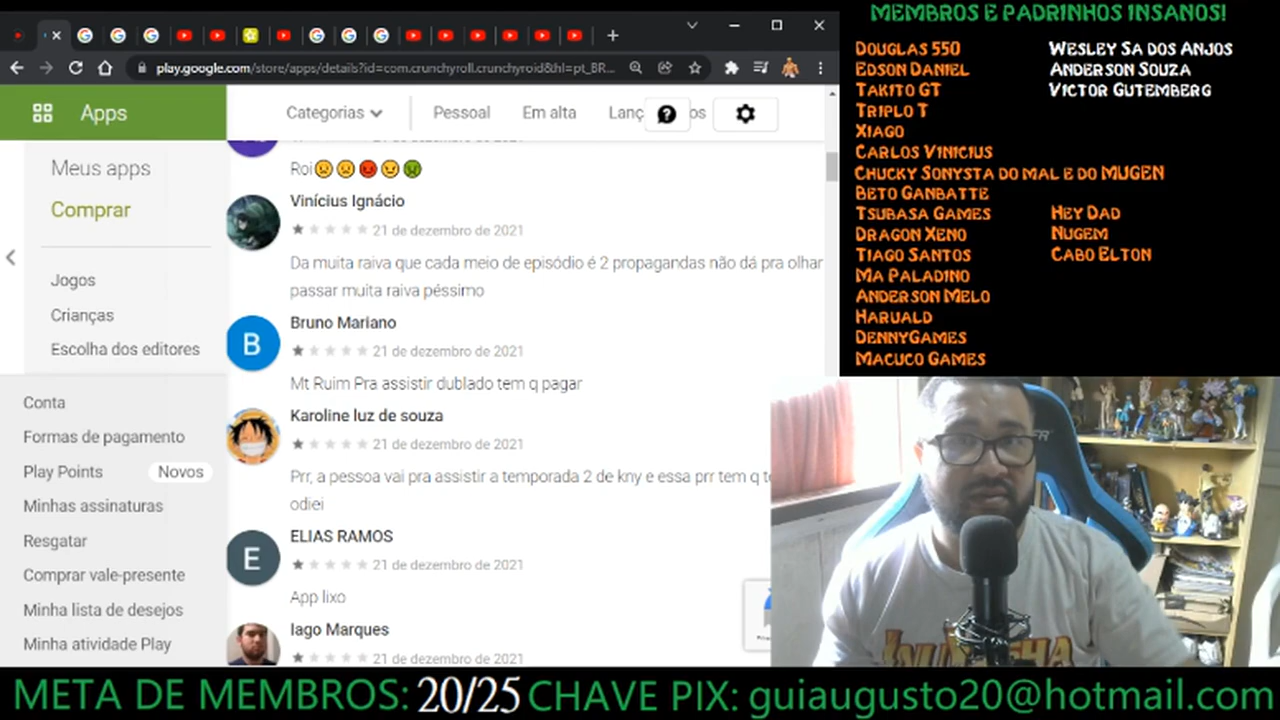 play.google.com/store/apps/details?id=com.crunchyroll.crunchyroid&hl=pt_BR...
Apps
Categorias
Pessoal
Em alta
Lanç
os
Meus apps
Comprar
Jogos
Crianças
Escolha dos editores
Conta
Formas de pagamento
Play Points Novos
Minhas assinaturas
Resgatar
Comprar vale-presente
Minha lista de desejos
Minha atividade Play
Roi
Vinícius Ignácio
21 de dezembro de 2021
Da muita raiva que cada meio de episódio é 2 propagandas não dá pra olhar
passar muita raiva péssimo
B
Bruno Mariano
21 de dezembro de 2021
Mt Ruim Pra assistir dublado tem q pagar
Karoline luz de souza
21 de dezembro de 2021
Prr, a pessoa vai pra assistir a temporada 2 de kny e essa prr tem q
odiei
E
ELIAS RAMOS
21 de dezembro de 2021
App lixo
Iago Marques
21 de dezembro de 2021
MEMBROS E PADRINHOS INSANOS!
DOUGLAS 550
EDSON DANIEL
TAKITO GT
TRIPLO T
XIAGO
CARLOS VINICIUS
CHUCKY SONYSTA DO MAL E DO MUGEN
BETO GANBATTE
TSUBASA GAMES
DRAGON XENO
TIAGO SANTOS
MA PALADINO
ANDERSON MELO
HARUALD
DENNYGAMES
MACUCO GAMES
WESLEY SA DOS ANJOS
ANDERSON SOUZA
VICTOR GUTEMBERG
HEY DAD
NUGEM
CABO ELTON
META DE MEMBROS: 20/25 CHAVE PIX: guiaugusto20@hotmail.com